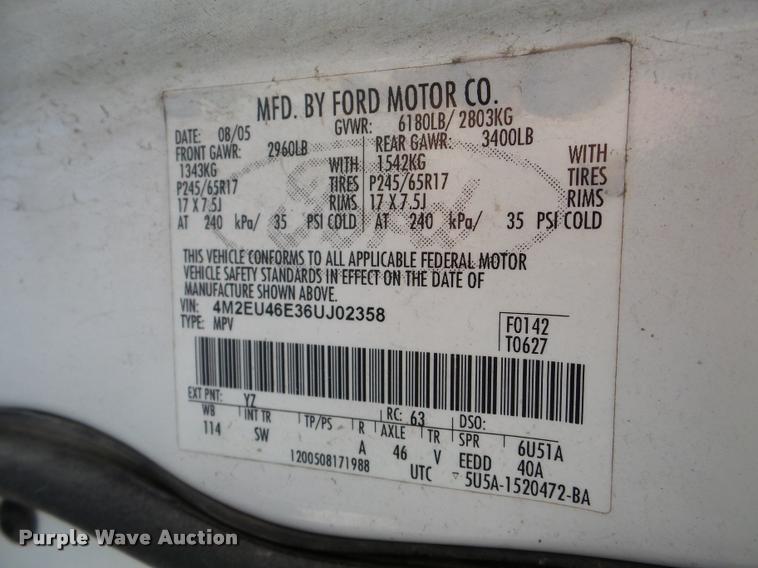 MFD. BY FORD MOTOR CO.
DATE: 08/05 GVWR: 6180LB/ 2803KG
FRONT GAWR: 2960LB REAR GAWR: 3400LB
1343KG WITH 1542KG WITH
P245/65R17 TIRES P245/65R17 TIRES
17 X 7.5J RIMS 17 X 7.5J RIMS
AT 240 kPa/ 35 PSI COLD AT 240 kPa/ 35 PSI COLD
THIS VEHICLE CONFORMS TO ALL APPLICABLE FEDERAL MOTOR
VEHICLE SAFETY STANDARDS IN EFFECT ON THE DATE OF
MANUFACTURE SHOWN ABOVE.
VIN: 4M2EU46E36UJ02358
TYPE: MPV
F0142
T0627
EXT PNT: YZ RC: 63 DSO:
WB INT TR TP/PS R AXLE TR SPR 6U51A
114 SW A 46 V EEDD 40A
1200508171988 UTC 5U5A-1520472-BA
Purple Wave Auction